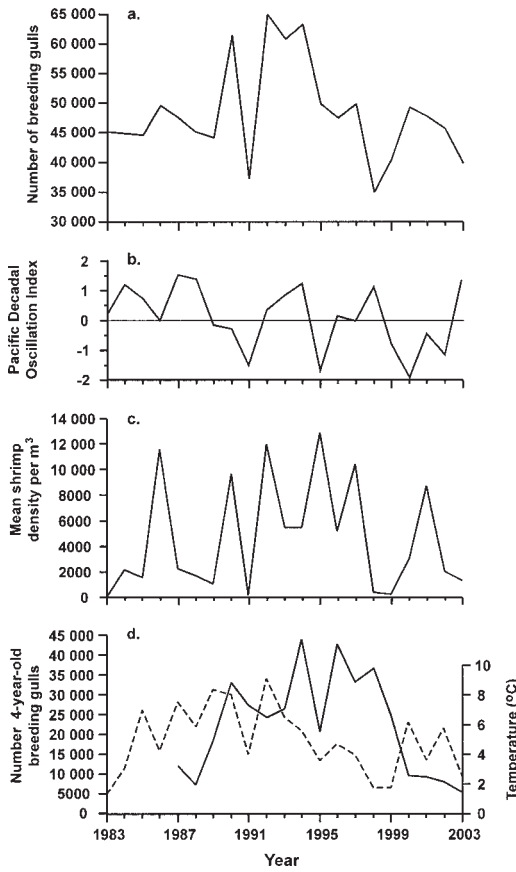 a.
65 000
60 000
55 000
50 000
45 000
40 000
35 000
30 000
Number of breeding gulls
b.
2
1
0
-1
-2
Pacific Decadal
Oscillation Index
c.
14 000
12 000
10 000
8000
6000
4000
2000
0
Mean shrimp
density per m³
d.
45 000
40 000
35 000
30 000
25 000
20 000
15 000
10 000
5000
0
Number 4-year-old
breeding gulls
10
8
6
4
2
0
Temperature (ºC)
1983 1987 1991 1995 1999 2003
Year